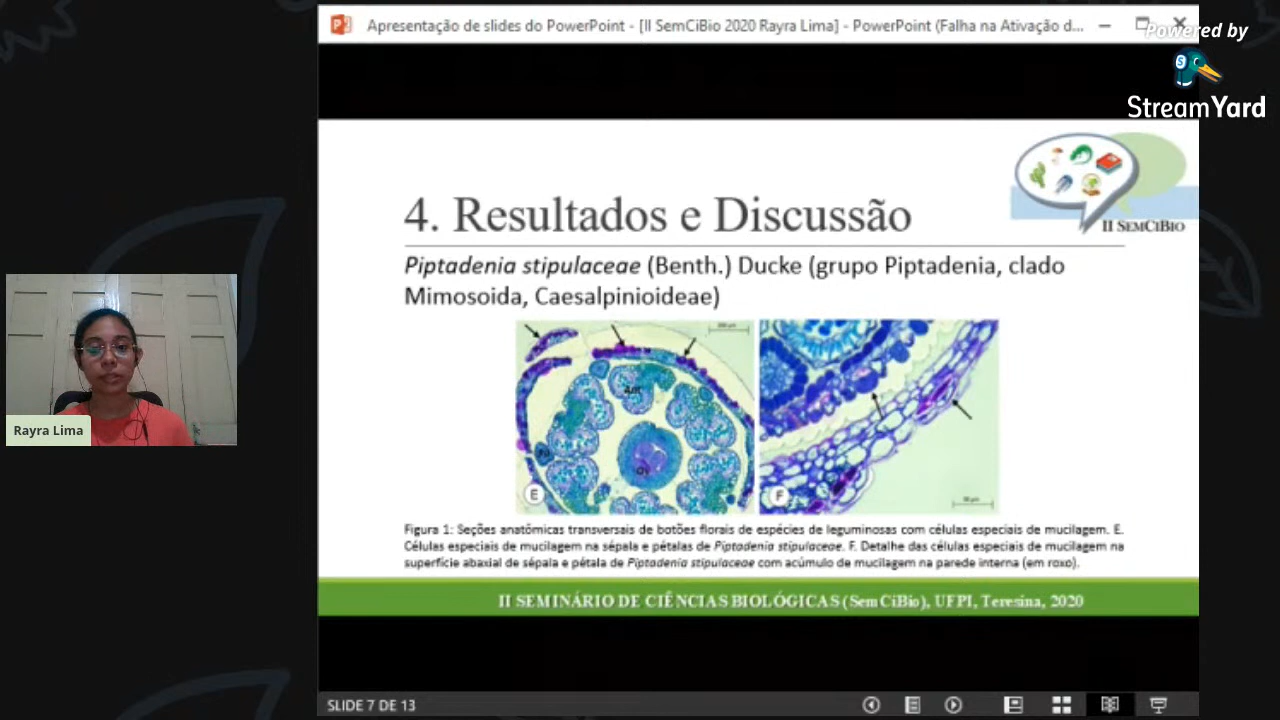 Apresentação de slides do PowerPoint - [II SemCiBio 2020 Rayra Lima] - PowerPoint (Falha na Ativação d...
Powered by
StreamYard
II SEMCIBIO
4. Resultados e Discussão
Piptadenia stipulaceae (Benth.) Ducke (grupo Piptadenia, clado
Mimosoida, Caesalpinioideae)
Ant
Ov
E
F
Figura 1: Seções anatômicas transversais de botões florais de espécies de leguminosas com células especiais de mucilagem. E.
Células especiais de mucilagem na sépala e pétalas de Piptadenia stipulaceae. F. Detalhe das células especiais de mucilagem na
superfície abaxial de sépala e pétala de Piptadenia stipulaceae com acúmulo de mucilagem na parede interna (em roxo).
II SEMINÁRIO DE CIÊNCIAS BIOLÓGICAS (SemCiBio), UFPI, Teresina, 2020
Rayra Lima
SLIDE 7 DE 13